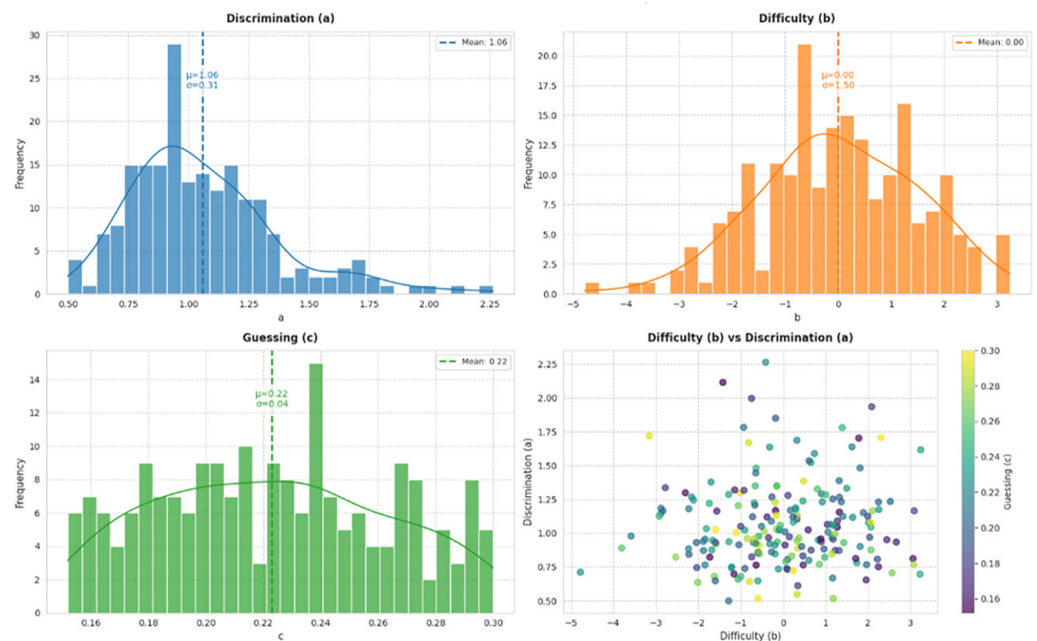 Discrimination (a)
Mean: 1.06
μ=1.06
σ=0.31
Frequency
30
25
20
15
10
5
0
0.50 0.75 1.00 1.25 1.50 1.75 2.00 2.25
a
Difficulty (b)
Mean: 0.00
μ=0.00
σ=1.50
Frequency
20.0
17.5
15.0
12.5
10.0
7.5
5.0
2.5
0.0
−5 −4 −3 −2 −1 0 1 2 3
b
Guessing (c)
Mean: 0.22
μ=0.22
σ=0.04
Frequency
14
12
10
8
6
4
2
0
0.16 0.18 0.20 0.22 0.24 0.26 0.28 0.30
c
Difficulty (b) vs Discrimination (a)
Discrimination (a)
2.25
2.00
1.75
1.50
1.25
1.00
0.75
0.50
−5 −4 −3 −2 −1 0 1 2 3
Difficulty (b)
0.30
0.28
0.26
0.24
0.22
0.20
0.18
0.16
Guessing (c)